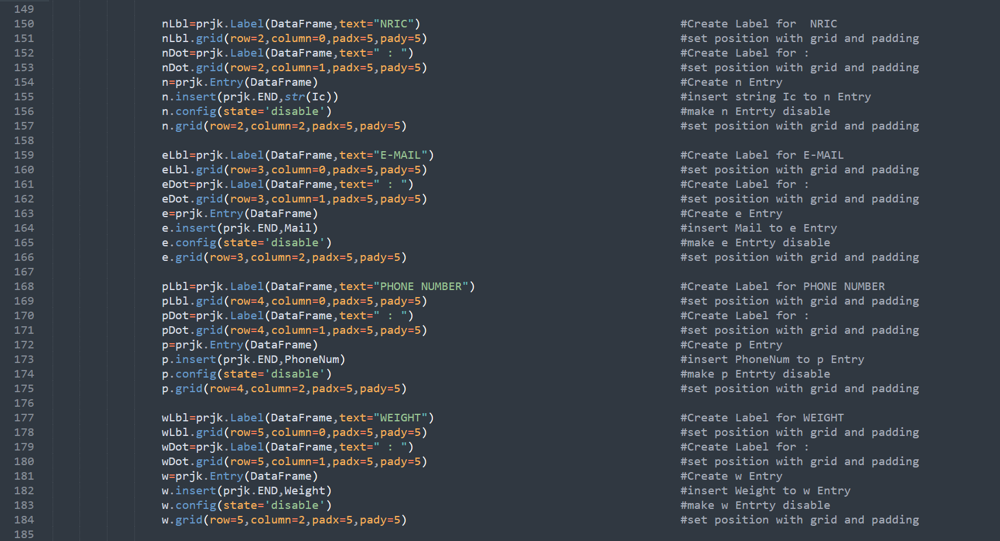 149
150 nLbl=prjk.Label(DataFrame,text="NRIC") #Create Label for  NRIC
151 nLbl.grid(row=2,column=0,padx=5,pady=5) #set position with grid and padding
152 nDot=prjk.Label(DataFrame,text=" : ") #Create Label for :
153 nDot.grid(row=2,column=1,padx=5,pady=5) #set position with grid and padding
154 n=prjk.Entry(DataFrame) #Create n Entry
155 n.insert(prjk.END,str(Ic)) #insert string Ic to n Entry
156 n.config(state='disable') #make n Entrty disable
157 n.grid(row=2,column=2,padx=5,pady=5) #set position with grid and padding
158
159 eLbl=prjk.Label(DataFrame,text="E-MAIL") #Create Label for E-MAIL
160 eLbl.grid(row=3,column=0,padx=5,pady=5) #set position with grid and padding
161 eDot=prjk.Label(DataFrame,text=" : ") #Create Label for :
162 eDot.grid(row=3,column=1,padx=5,pady=5) #set position with grid and padding
163 e=prjk.Entry(DataFrame) #Create e Entry
164 e.insert(prjk.END,Mail) #insert Mail to e Entry
165 e.config(state='disable') #make e Entrty disable
166 e.grid(row=3,column=2,padx=5,pady=5) #set position with grid and padding
167
168 pLbl=prjk.Label(DataFrame,text="PHONE NUMBER") #Create Label for PHONE NUMBER
169 pLbl.grid(row=4,column=0,padx=5,pady=5) #set position with grid and padding
170 pDot=prjk.Label(DataFrame,text=" : ") #Create Label for :
171 pDot.grid(row=4,column=1,padx=5,pady=5) #set position with grid and padding
172 p=prjk.Entry(DataFrame) #Create p Entry
173 p.insert(prjk.END,PhoneNum) #insert PhoneNum to p Entry
174 p.config(state='disable') #make p Entrty disable
175 p.grid(row=4,column=2,padx=5,pady=5) #set position with grid and padding
176
177 wLbl=prjk.Label(DataFrame,text="WEIGHT") #Create Label for WEIGHT
178 wLbl.grid(row=5,column=0,padx=5,pady=5) #set position with grid and padding
179 wDot=prjk.Label(DataFrame,text=" : ") #Create Label for :
180 wDot.grid(row=5,column=1,padx=5,pady=5) #set position with grid and padding
181 w=prjk.Entry(DataFrame) #Create w Entry
182 w.insert(prjk.END,Weight) #insert Weight to w Entry
183 w.config(state='disable') #make w Entrty disable
184 w.grid(row=5,column=2,padx=5,pady=5) #set position with grid and padding
185